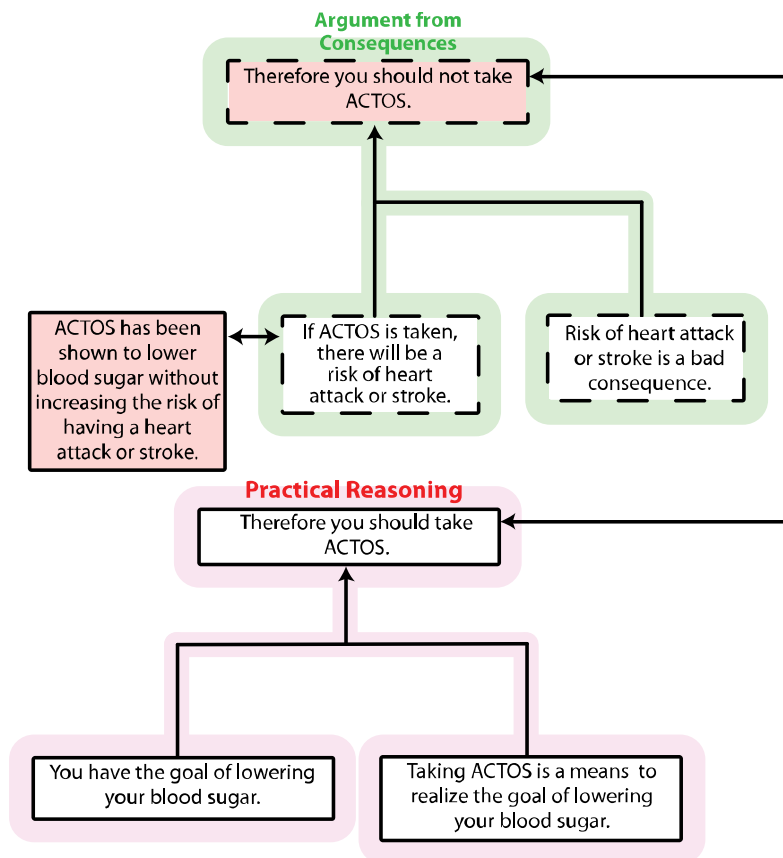 Argument from
Consequences
Therefore you should not take
ACTOS.
ACTOS has been
shown to lower
blood sugar without
increasing the risk of
having a heart
attack or stroke.
If ACTOS is taken,
there will be a
risk of heart
attack or stroke.
Risk of heart attack
or stroke is a bad
consequence.
Practical Reasoning
Therefore you should take
ACTOS.
You have the goal of lowering
your blood sugar.
Taking ACTOS is a means to
realize the goal of lowering
your blood sugar.